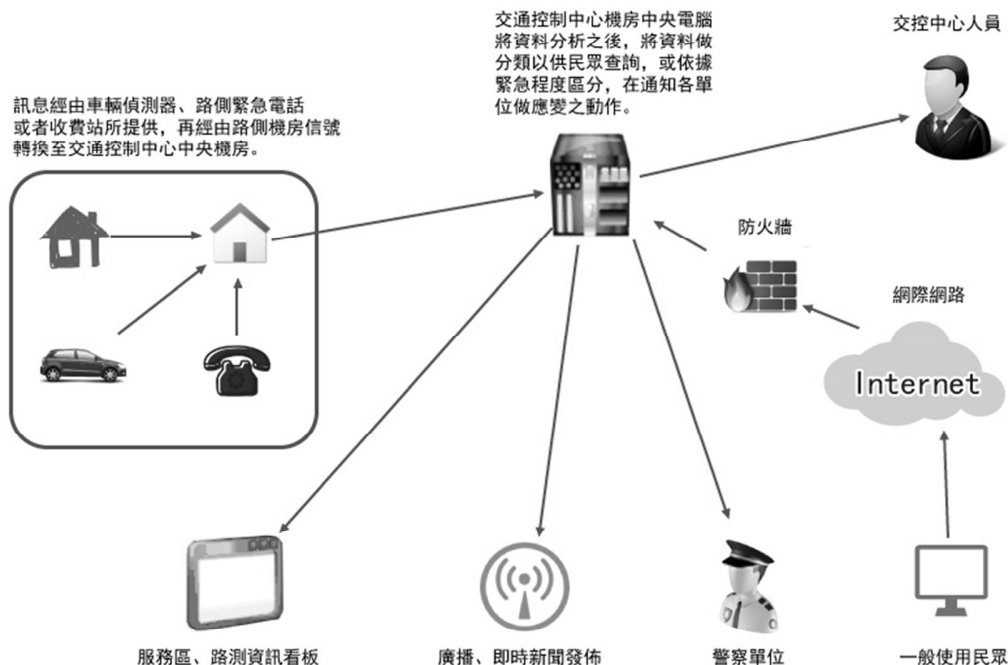 交通控制中心機房中央電腦
將資料分析之後，將資料做
分類以供民眾查詢，或依據
緊急程度區分，在通知各單
位做應變之動作。
交控中心人員
訊息經由車輛偵測器、路側緊急電話
或者收費站所提供，再經由路側機房信號
轉換至交通控制中心中央機房。
防火牆
網際網路
Internet
服務區、路測資訊看板
廣播、即時新聞發佈
警察單位
一般使用民眾